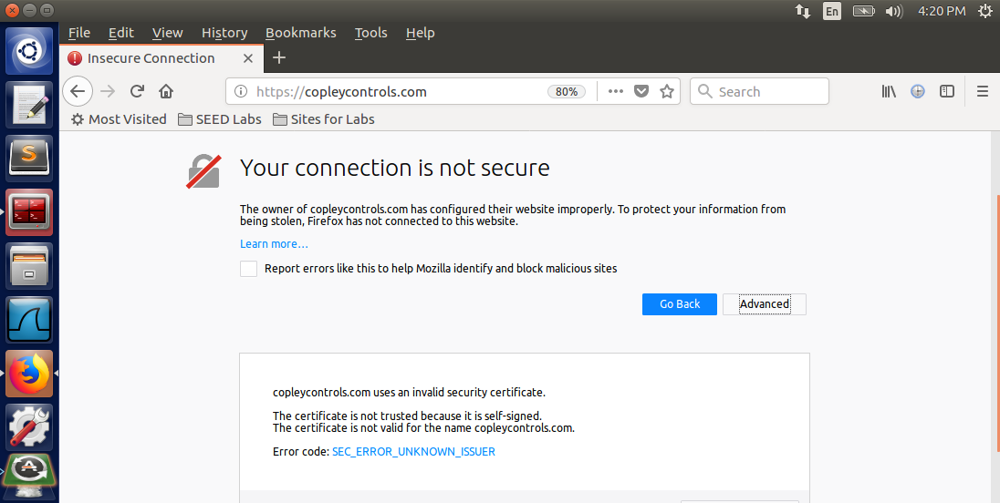 En 4:20 PM
File Edit View History Bookmarks Tools Help
Insecure Connection
https://copleycontrols.com 80% Search
Most Visited SEED Labs Sites for Labs
Your connection is not secure
The owner of copleycontrols.com has configured their website improperly. To protect your information from
being stolen, Firefox has not connected to this website.
Learn more…
Report errors like this to help Mozilla identify and block malicious sites
Go Back Advanced
copleycontrols.com uses an invalid security certificate.
The certificate is not trusted because it is self-signed.
The certificate is not valid for the name copleycontrols.com.
Error code: SEC_ERROR_UNKNOWN_ISSUER